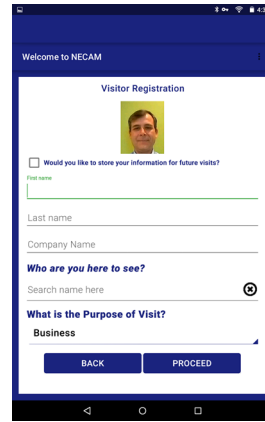 4:3
Welcome to NECAM
Visitor Registration
Would you like to store your information for future visits?
First name
Last name
Company Name
Who are you here to see?
Search name here
What is the Purpose of Visit?
Business
BACK PROCEED